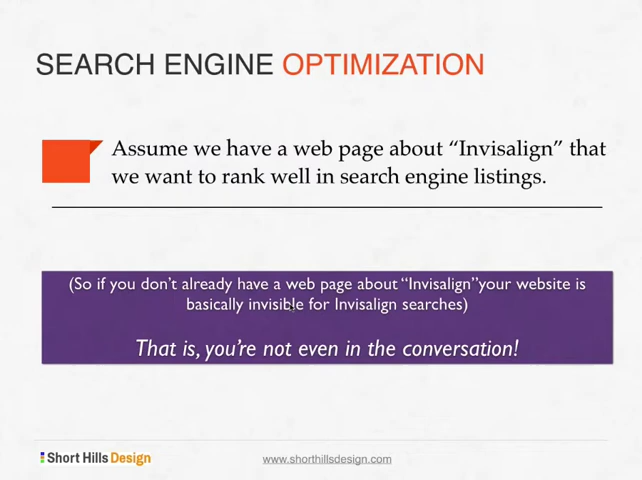 SEARCH ENGINE OPTIMIZATION
Assume we have a web page about “Invisalign” that
we want to rank well in search engine listings.
(So if you don’t already have a web page about “Invisalign”your website is
basically invisible for Invisalign searches)
That is, you’re not even in the conversation!
Short Hills Design
www.shorthillsdesign.com